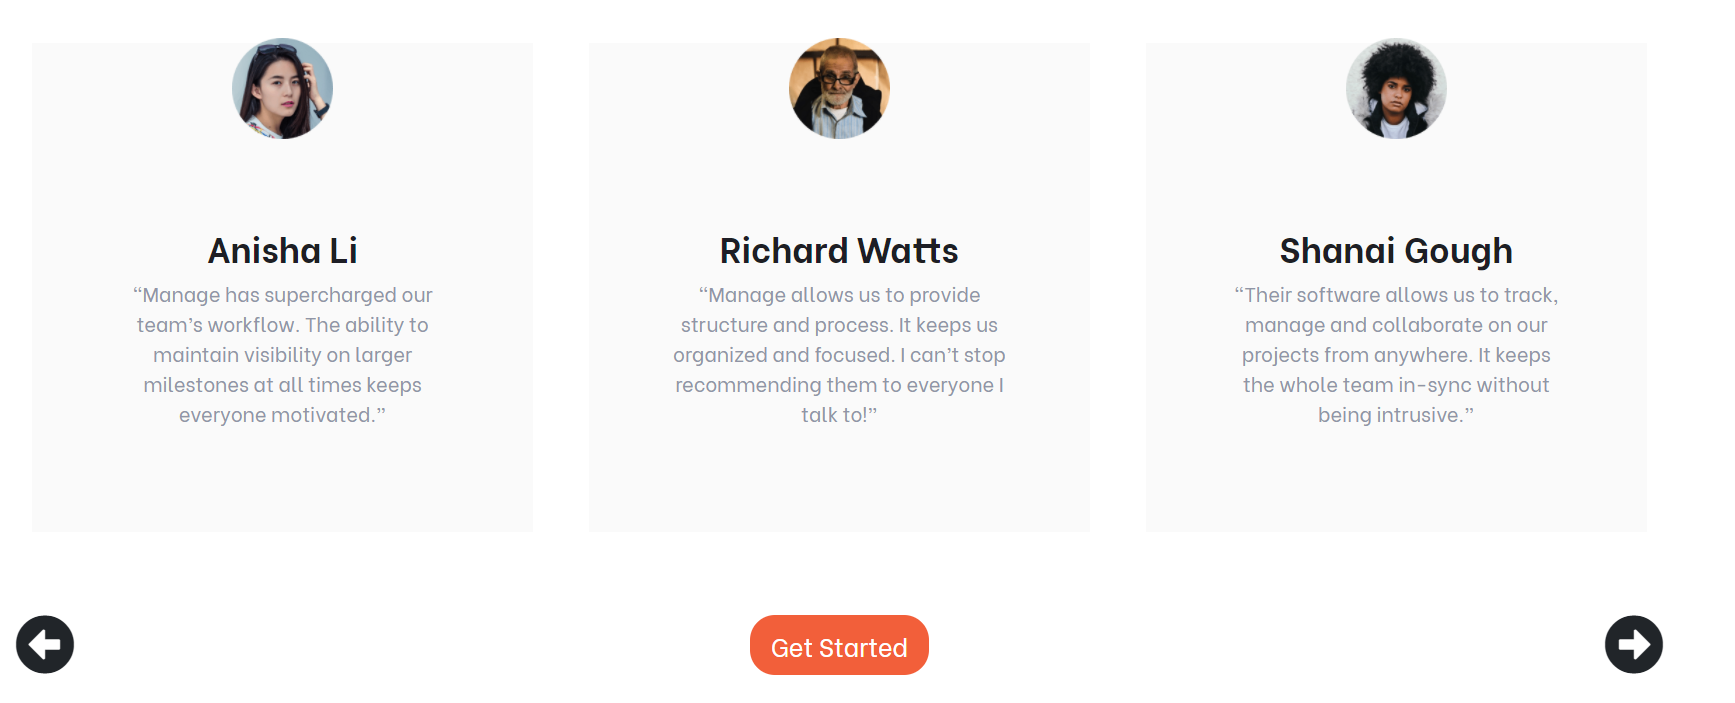 Anisha Li
“Manage has supercharged our
team’s workflow. The ability to
maintain visibility on larger
milestones at all times keeps
everyone motivated.”
Richard Watts
“Manage allows us to provide
structure and process. It keeps us
organized and focused. I can’t stop
recommending them to everyone I
talk to!”
Shanai Gough
“Their software allows us to track,
manage and collaborate on our
projects from anywhere. It keeps
the whole team in-sync without
being intrusive.”
Get Started